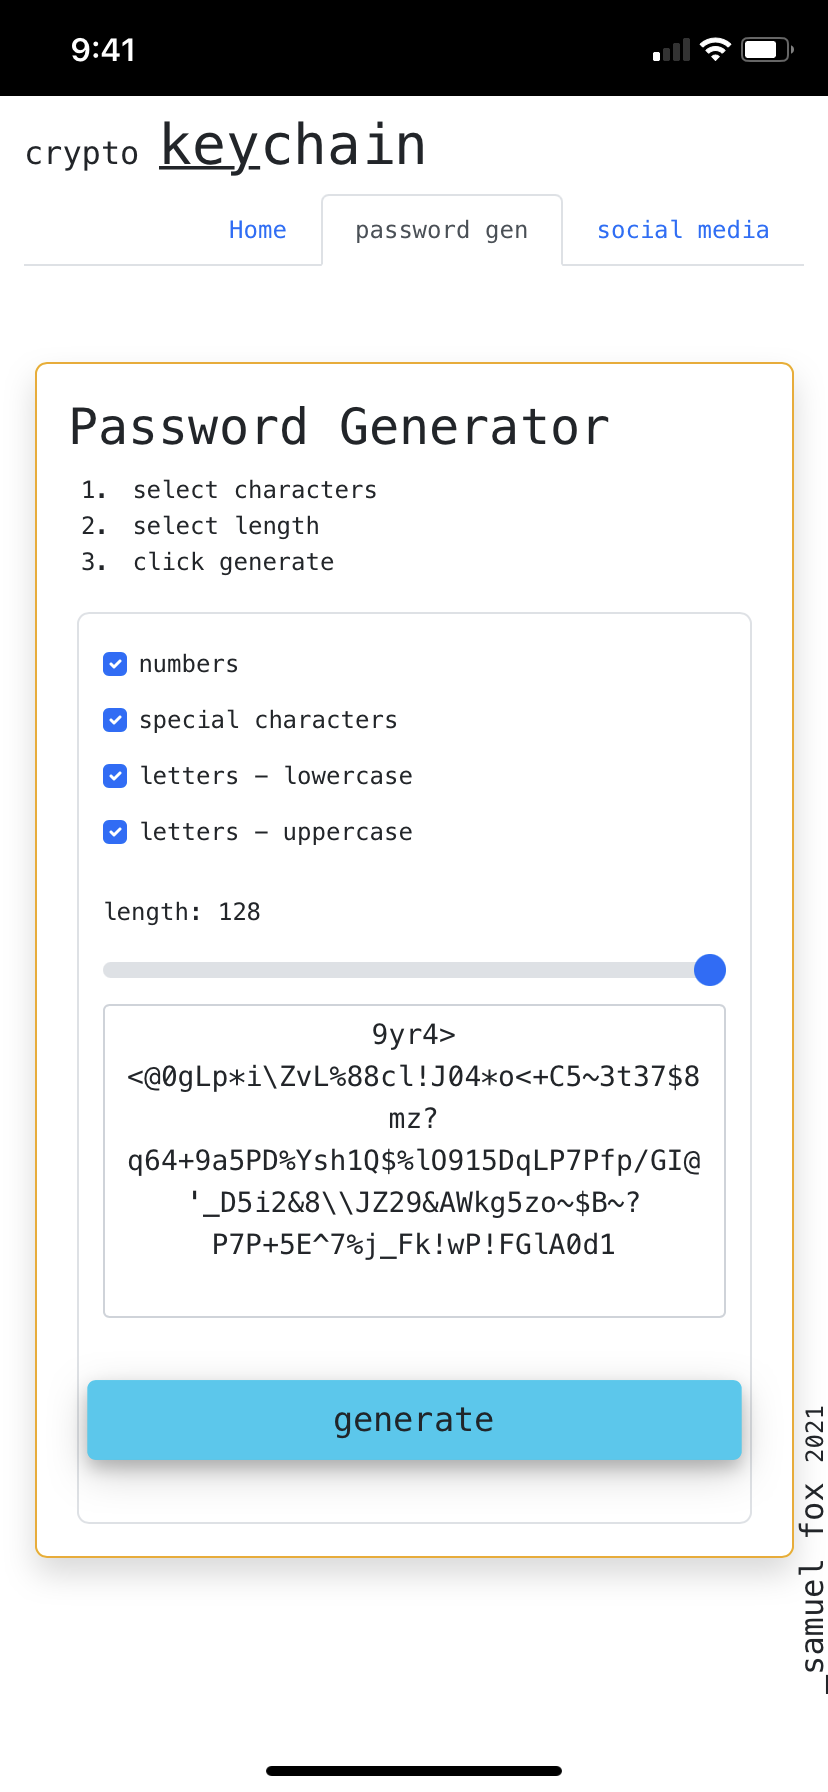 9:41
crypto keychain
Home password gen social media
Password Generator
1. select characters
2. select length
3. click generate
numbers
special characters
letters – lowercase
letters – uppercase
length: 128
9yr4>
<@0gLp*i\ZvL%88cl!J04*o<+C5~3t37$8
mz?
q64+9a5PD%Ysh1Q$%lO915DqLP7Pfp/GI@
'_D5i2&8\\JZ29&AWkg5zo~$B~?
P7P+5E^7%j_Fk!wP!FGlA0d1
generate
_samuel fox 2021